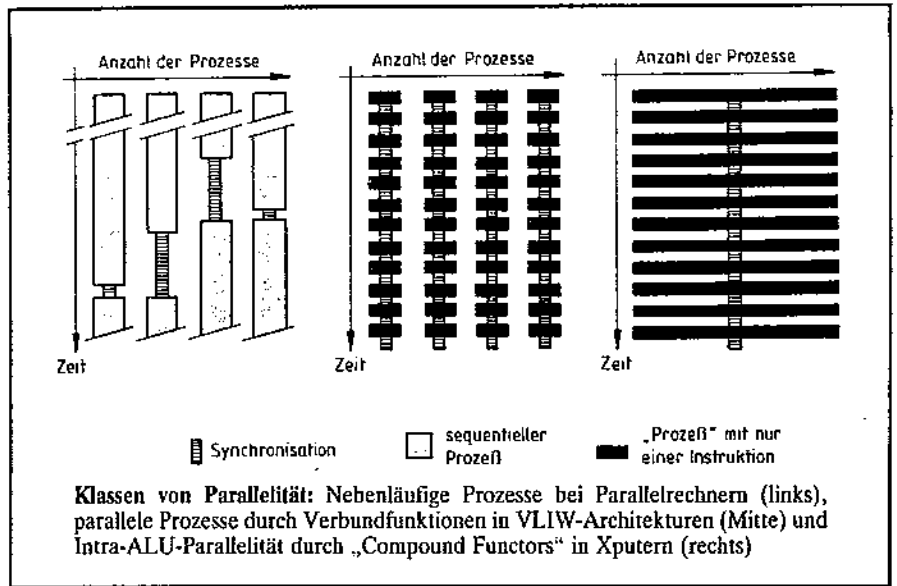 Anzahl der Prozesse
Anzahl der Prozesse
Anzahl der Prozesse
Zeit
Zeit
Zeit
Synchronisation
sequentieller
Prozeß
„Prozeß“ mit nur
einer Instruktion
Klassen von Parallelität: Nebenläufige Prozesse bei Parallelrechnern (links),
parallele Prozesse durch Verbundfunktionen in VLIW-Architekturen (Mitte) und
Intra-ALU-Parallelität durch „Compound Functors“ in Xputern (rechts)